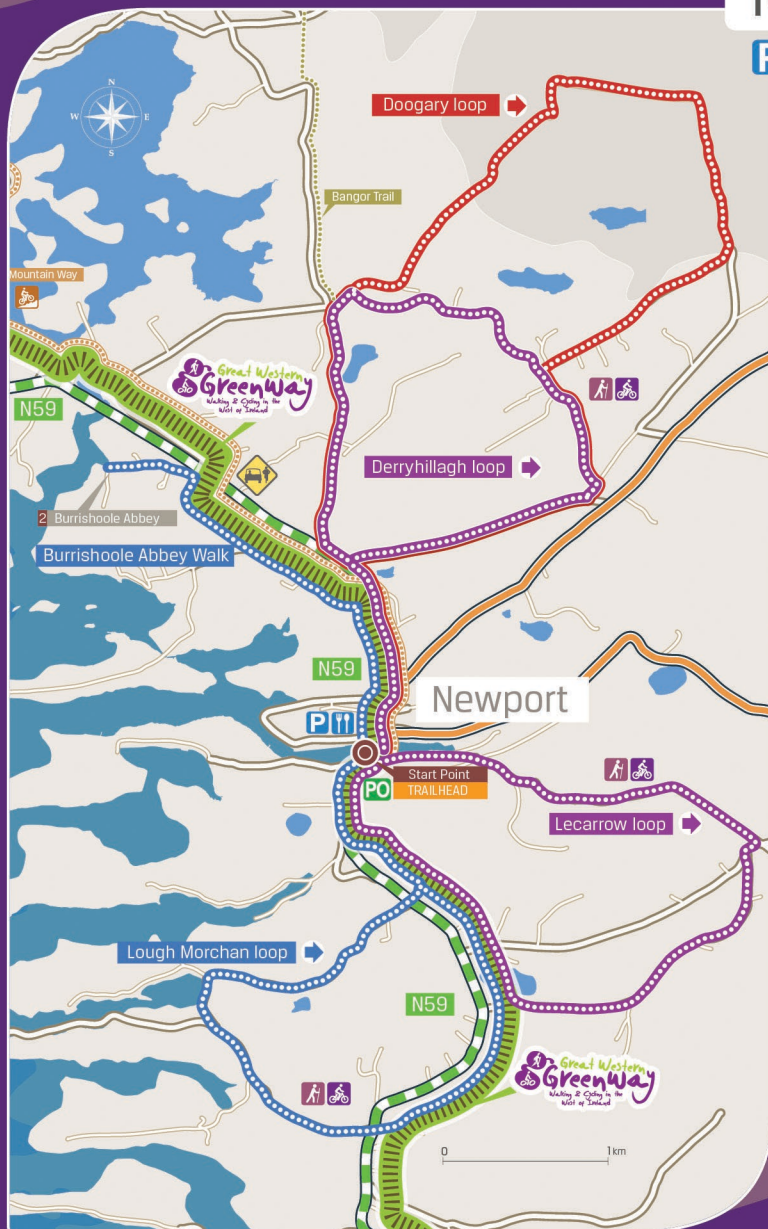 N
W E
S
Doogary loop
Bangor Trail
Mountain Way
Great Western
Greenway
Walking & Cycling in the
West of Ireland
N59
Derryhillagh loop
2 Burrishoole Abbey
Burrishoole Abbey Walk
N59
Newport
P
Start Point
PO TRAILHEAD
Lecarrow loop
Lough Morchan loop
N59
Great Western
Greenway
Walking & Cycling in the
West of Ireland
0 1km